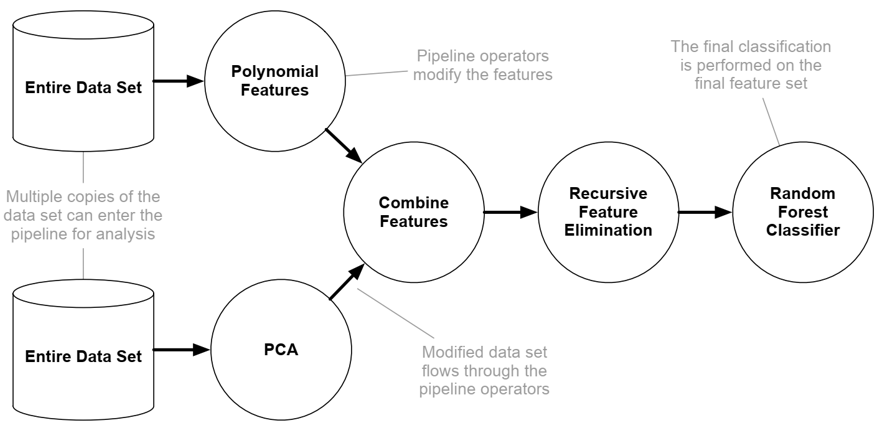 Entire Data Set
Polynomial
Features
Pipeline operators
modify the features
The final classification
is performed on the
final feature set
Multiple copies of the
data set can enter the
pipeline for analysis
Combine
Features
Recursive
Feature
Elimination
Random
Forest
Classifier
Entire Data Set
PCA
Modified data set
flows through the
pipeline operators